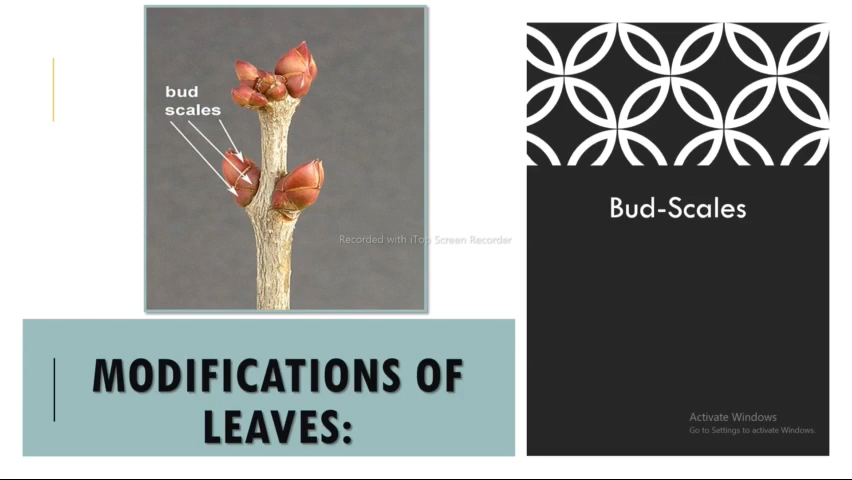 bud
scales
Recorded with iTop Screen Recorder
Bud-Scales
MODIFICATIONS OF
LEAVES:
Activate Windows
Go to Settings to activate Windows.